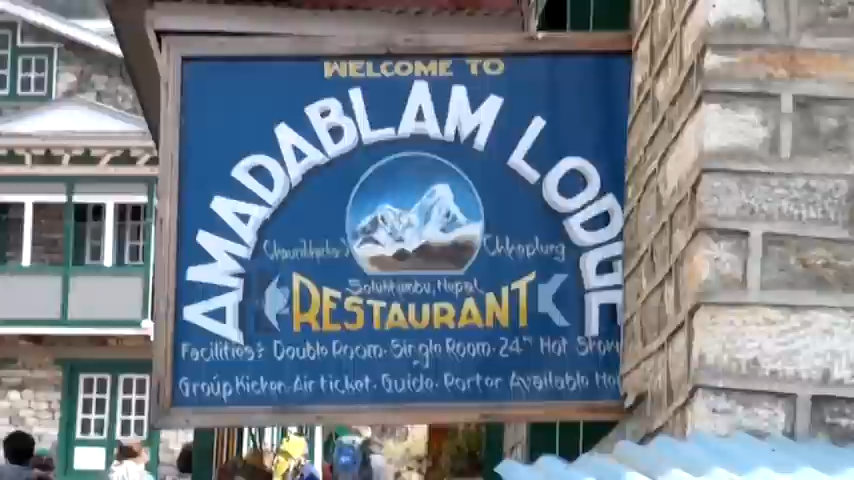 WELCOME TO
AMADABLAM LODGE
Chaurikharka Chheplung
Solukhumbu, Nepal
RESTAURANT
Facilities: Double Room. Single Room. 24 Hot
Group Kichen. Air ticket. Guide. Porter Available